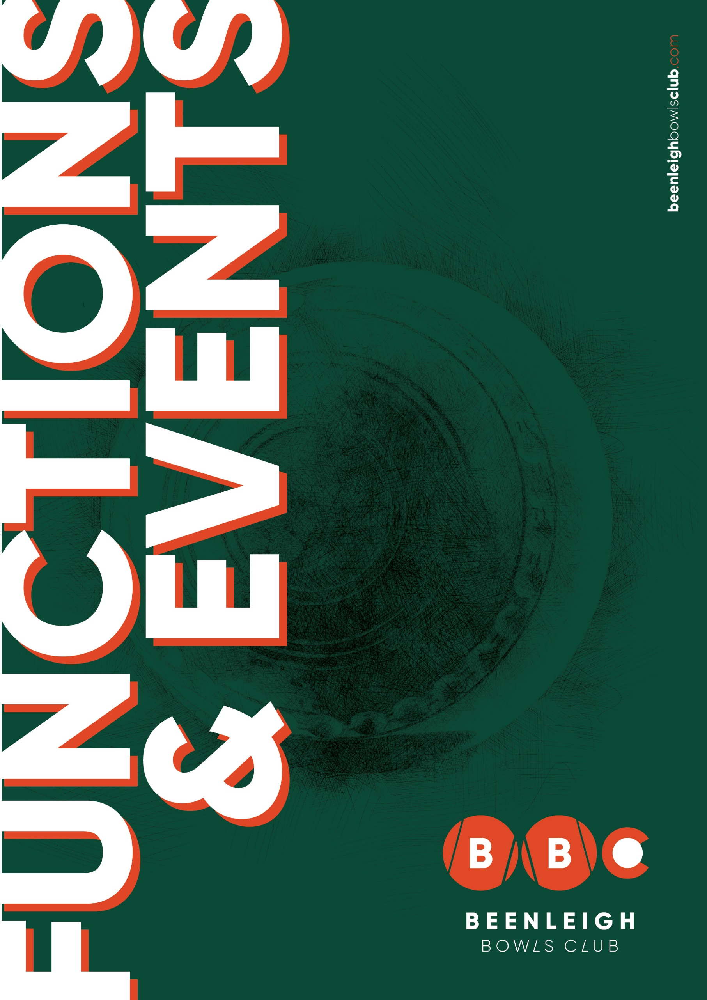 FUNCTIONS
& EVENTS
beenleighbowlsclub.com
BBC
BEENLEIGH
BOWLS CLUB